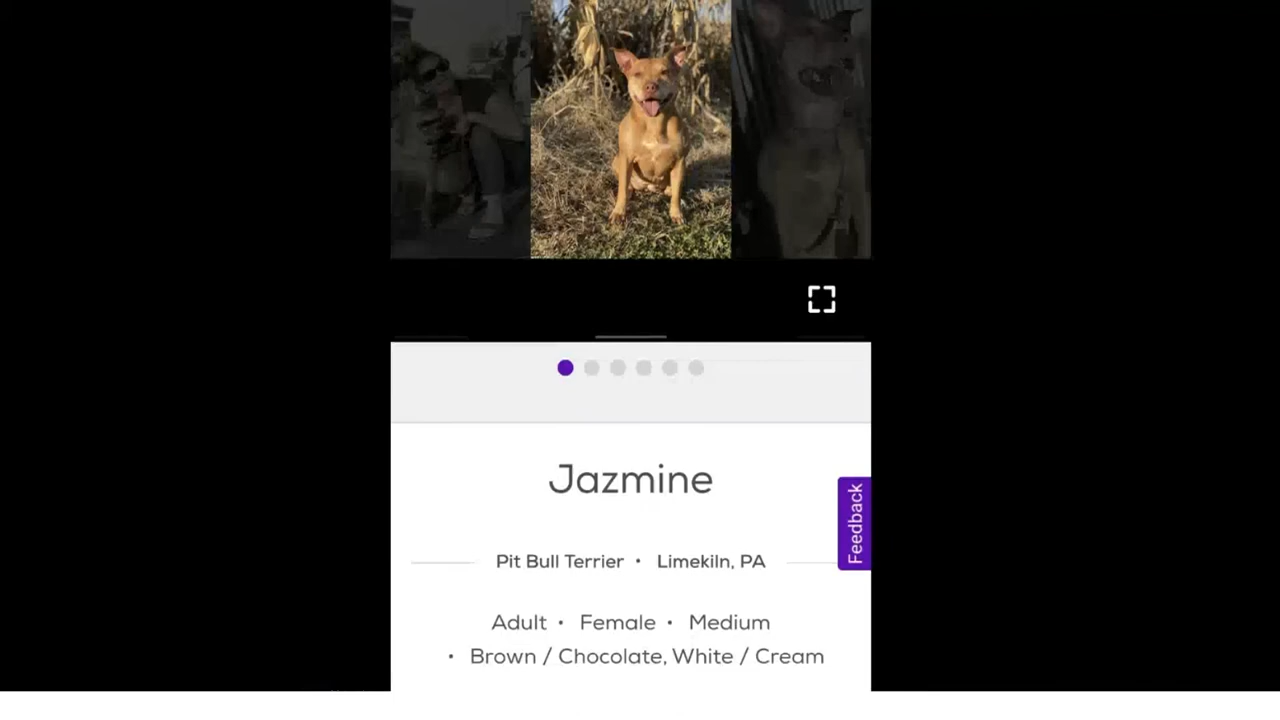 Jazmine
Feedback
Pit Bull Terrier • Limekiln, PA
Adult • Female • Medium
• Brown / Chocolate, White / Cream